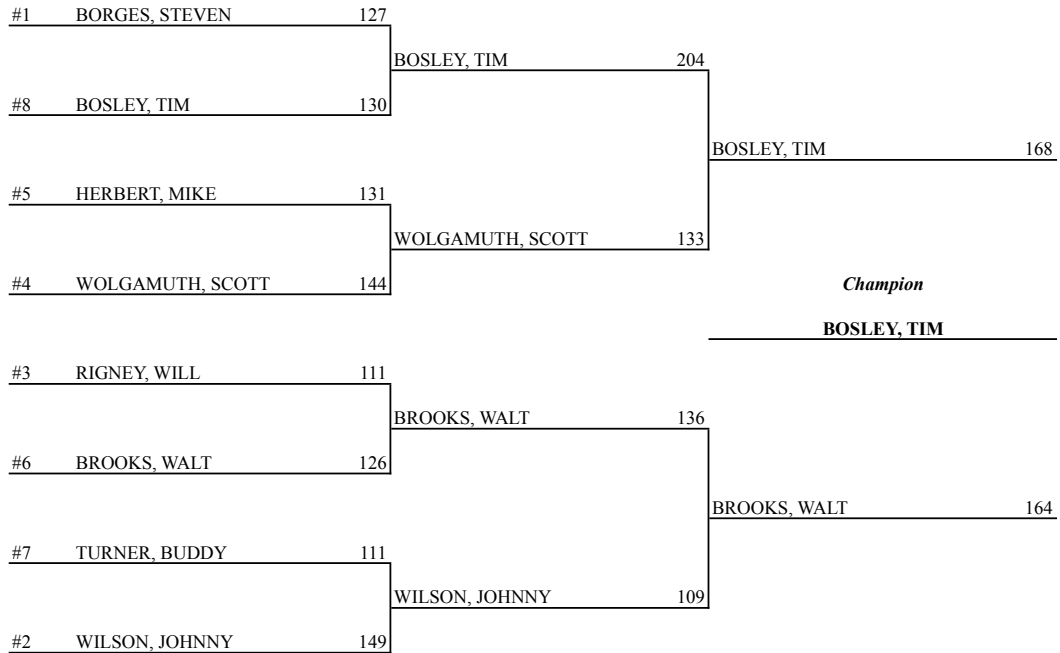 #1 BORGES, STEVEN 127
BOSLEY, TIM 204
#8 BOSLEY, TIM 130
BOSLEY, TIM 168
#5 HERBERT, MIKE 131
WOLGAMUTH, SCOTT 133
#4 WOLGAMUTH, SCOTT 144
Champion
BOSLEY, TIM
#3 RIGNEY, WILL 111
BROOKS, WALT 136
#6 BROOKS, WALT 126
BROOKS, WALT 164
#7 TURNER, BUDDY 111
WILSON, JOHNNY 109
#2 WILSON, JOHNNY 149